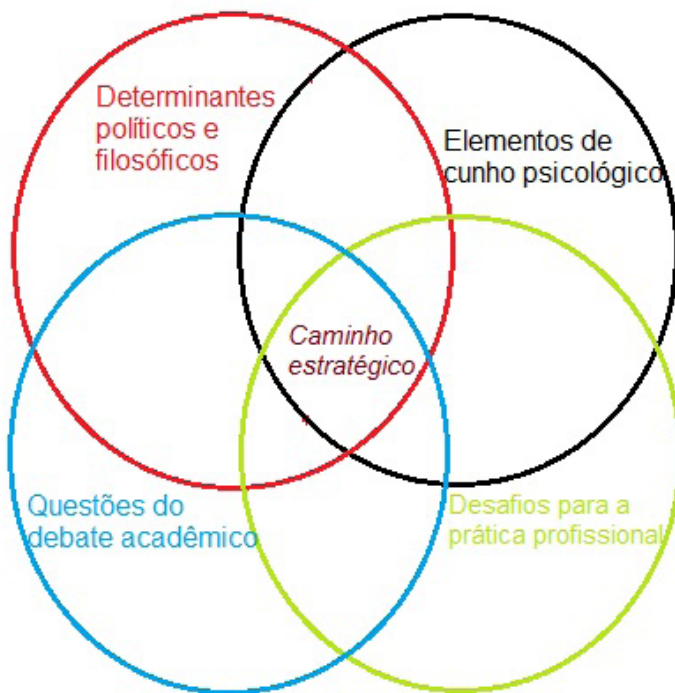 Determinantes
políticos e
filosóficos
Elementos de
cunho psicológico
Caminho
estratégico
Questões do
debate acadêmico
Desafios para a
prática profissional